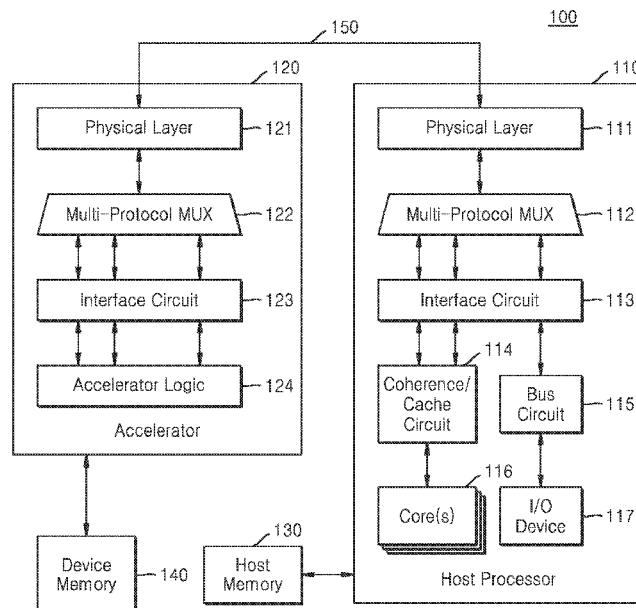 100
150
120
110
Physical Layer
121
Physical Layer
111
Multi-Protocol MUX
122
Multi-Protocol MUX
112
Interface Circuit
123
Interface Circuit
113
114
Accelerator Logic
124
Coherence/
Cache
Circuit
Bus
Circuit
115
Accelerator
116
Core(s)
I/O
Device
117
130
Device
Memory
140
Host
Memory
Host Processor